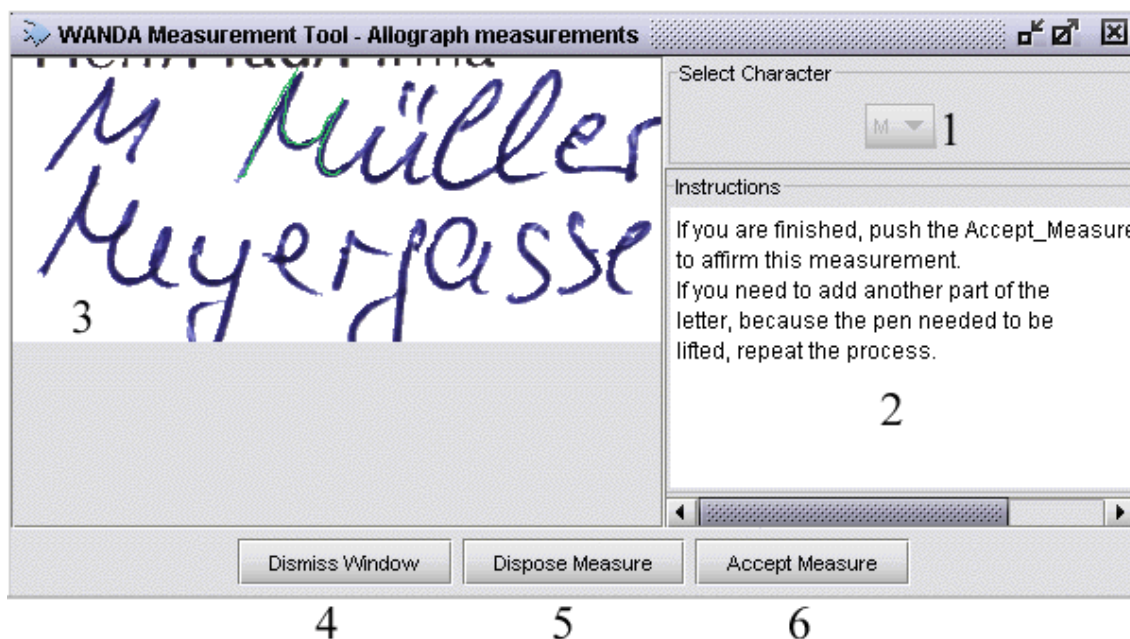 WANDA Measurement Tool - Allograph measurements
M Müller
Meyergasse
3
Select Character
M 1
Instructions
If you are finished, push the Accept_Measure
to affirm this measurement.
If you need to add another part of the
letter, because the pen needed to be
lifted, repeat the process.
2
Dismiss Window Dispose Measure Accept Measure
4 5 6